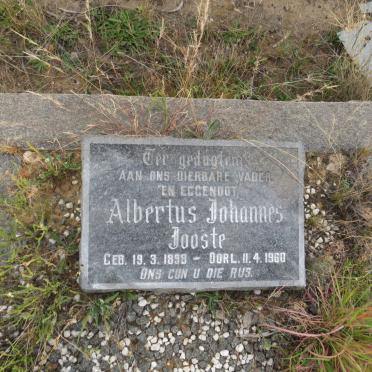 Ter gedagtenis
AAN ONS DIERBARE VADER
EN EGGENOOT
Albertus Johannes
Jooste
GEB. 19. 3. 1899 - OORL. 11. 4. 1960
ONS GUN U DIE RUS.